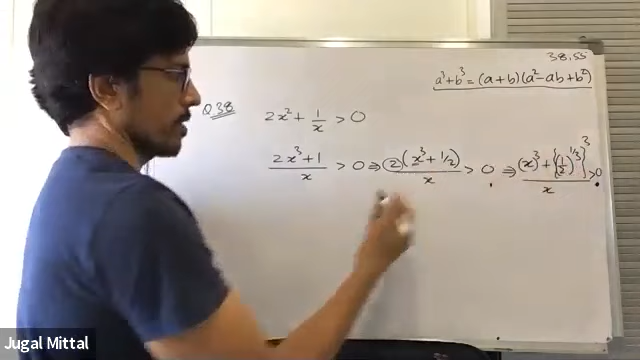 38,55
a³+b³ = (a+b)(a²-ab+b²)
Q38 2x² + 1/x > 0
(2x³+1)/x > 0 ⇒ 2(x³+1/2)/x > 0 ⇒ ((x)³ + {(1/2)^(1/3)}³)/x > 0
Jugal Mittal